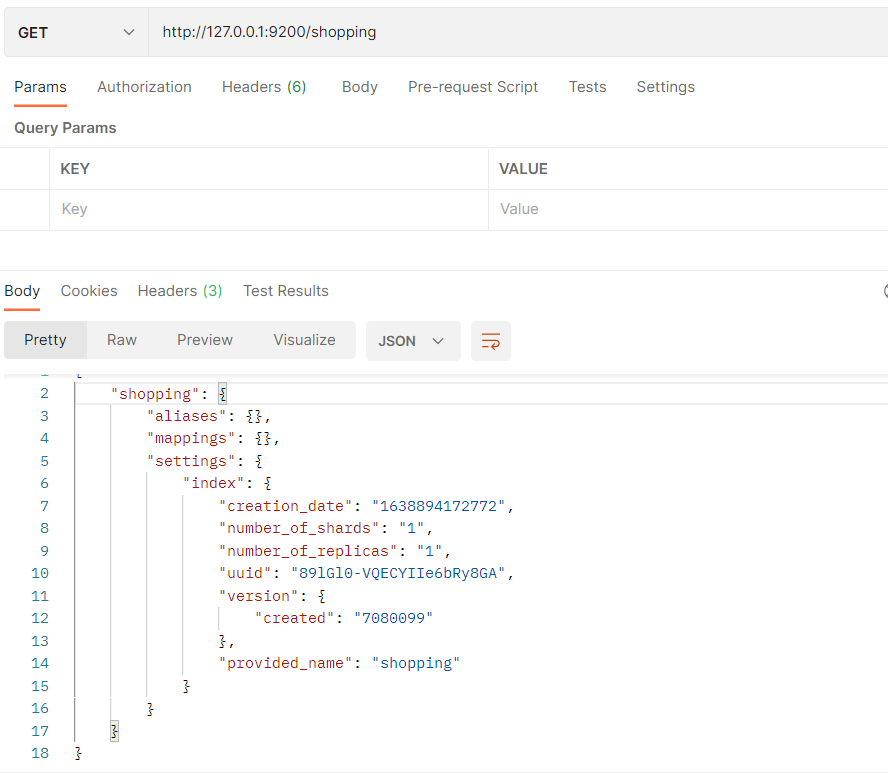 GET http://127.0.0.1:9200/shopping
Params Authorization Headers (6) Body Pre-request Script Tests Settings
Query Params
KEY VALUE
Key Value
Body Cookies Headers (3) Test Results
Pretty Raw Preview Visualize JSON
2 "shopping": {
3 "aliases": {},
4 "mappings": {},
5 "settings": {
6 "index": {
7 "creation_date": "1638894172772",
8 "number_of_shards": "1",
9 "number_of_replicas": "1",
10 "uuid": "89lGl0-VQECYIIe6bRy8GA",
11 "version": {
12 "created": "7080099"
13 },
14 "provided_name": "shopping"
15 }
16 }
17 }
18 }